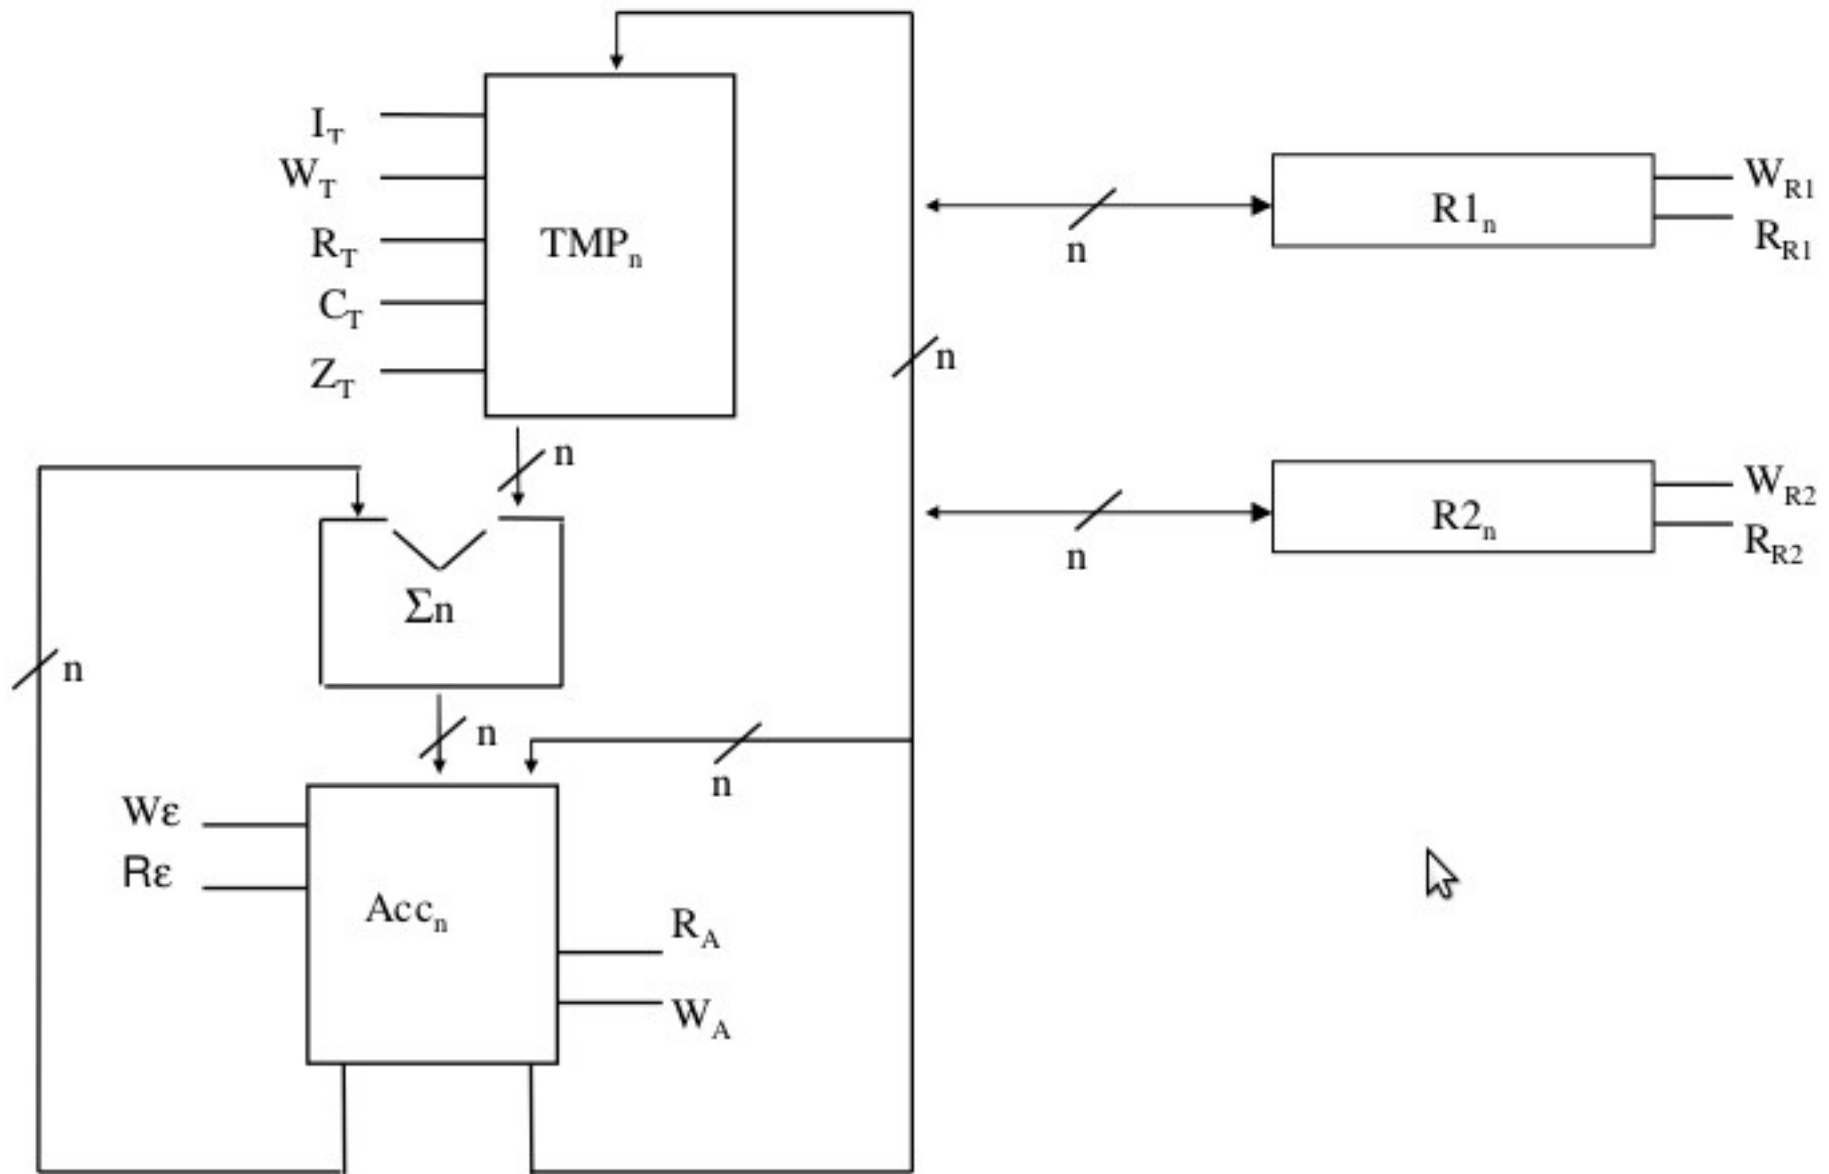 I_T
W_T
R_T
C_T
Z_T
TMP_n
n
n
Σn
n
n
n
Wε
Rε
Acc_n
R_A
W_A
n
R1_n
W_R1
R_R1
n
R2_n
W_R2
R_R2